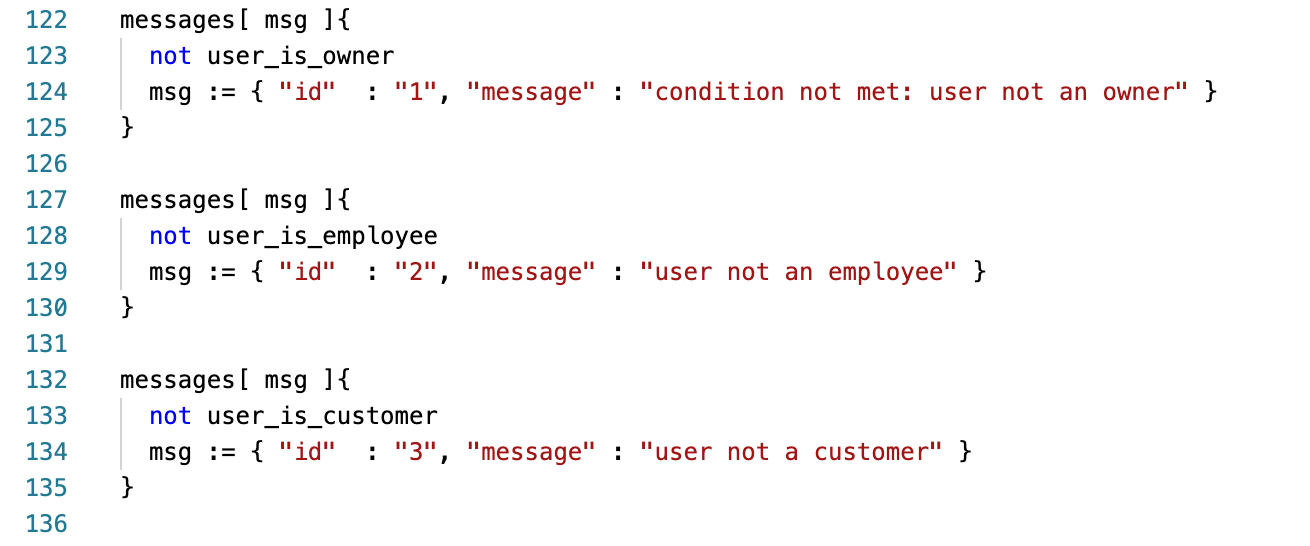 122 messages[ msg ]{
123   not user_is_owner
124   msg := { "id"  : "1", "message" : "condition not met: user not an owner" }
125 }
126
127 messages[ msg ]{
128   not user_is_employee
129   msg := { "id"  : "2", "message" : "user not an employee" }
130 }
131
132 messages[ msg ]{
133   not user_is_customer
134   msg := { "id"  : "3", "message" : "user not a customer" }
135 }
136